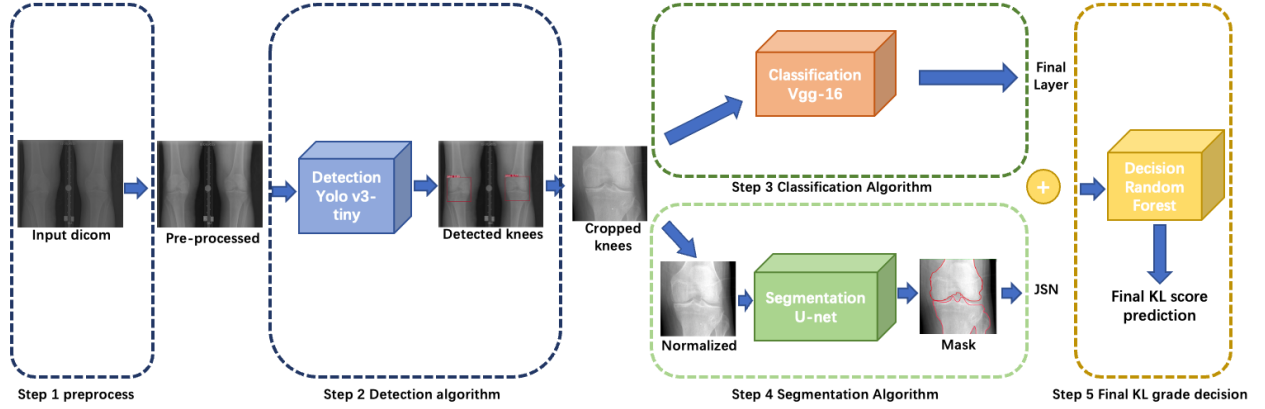 Input dicom
Step 1 preprocess
Pre-processed
Detection
Yolo v3-
tiny
Detected knees
Step 2 Detection algorithm
Cropped
knees
Classification
Vgg-16
Final
Layer
Step 3 Classification Algorithm
Normalized
Segmentation
U-net
Mask
JSN
Step 4 Segmentation Algorithm
+
Decision
Random
Forest
Final KL score
prediction
Step 5 Final KL grade decision